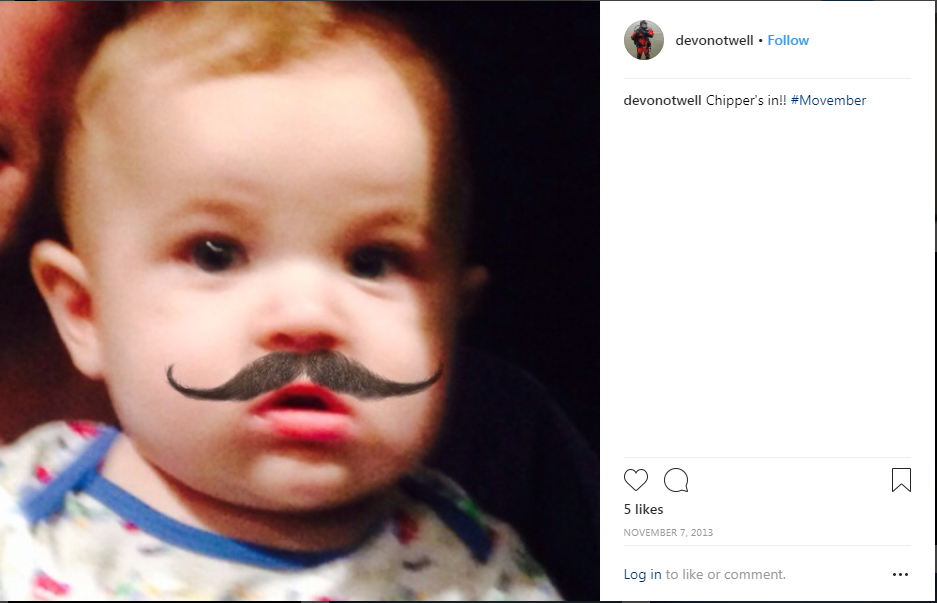 devonotwell • Follow
devonotwell Chipper's in!! #Movember
5 likes
NOVEMBER 7, 2013
Log in to like or comment.